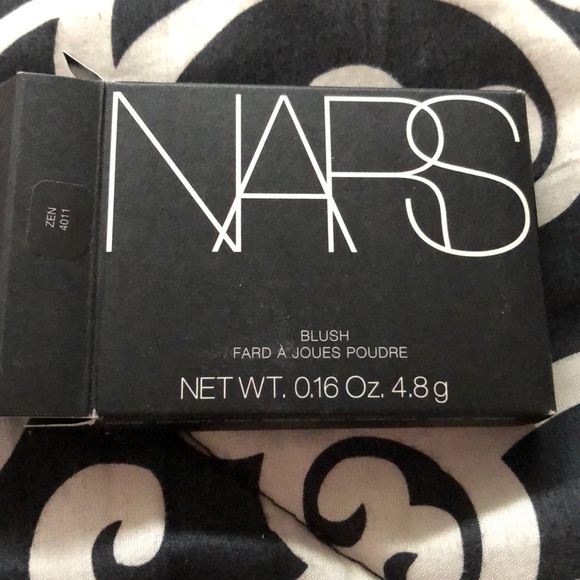 NARS
BLUSH
FARD À JOUES POUDRE
NET WT. 0.16 Oz. 4.8 g
ZEN
4011